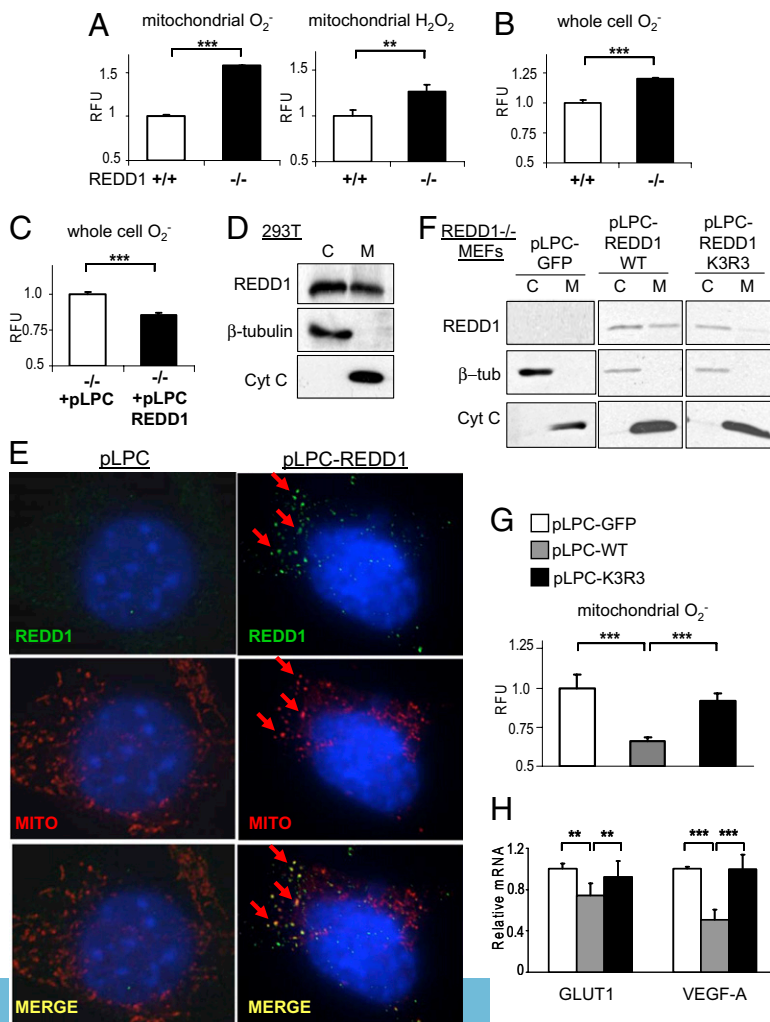 A
mitochondrial O₂⁻
mitochondrial H₂O₂
***
**
RFU
1.5
1
0.5
RFU
1.5
1
0.5
REDD1 +/+ -/-
+/+ -/-
B
whole cell O₂⁻
***
RFU
1.25
1.0
0.75
0.5
+/+ -/-
C
whole cell O₂⁻
***
RFU
1.0
0.75
0.5
-/- -/-
+pLPC +pLPC
REDD1
D
293T
C M
REDD1
β-tubulin
Cyt C
F
REDD1-/-
MEFs
pLPC-
GFP
pLPC-
REDD1
WT
pLPC-
REDD1
K3R3
C M C M C M
REDD1
β–tub
Cyt C
E
pLPC
pLPC-REDD1
REDD1
REDD1
MITO
MITO
MERGE
MERGE
G
pLPC-GFP
pLPC-WT
pLPC-K3R3
mitochondrial O₂⁻
*** ***
RFU
1.25
1.0
0.75
0.5
H
** ** *** ***
Relative mRNA
1.2
0.8
0.4
0
GLUT1 VEGF-A